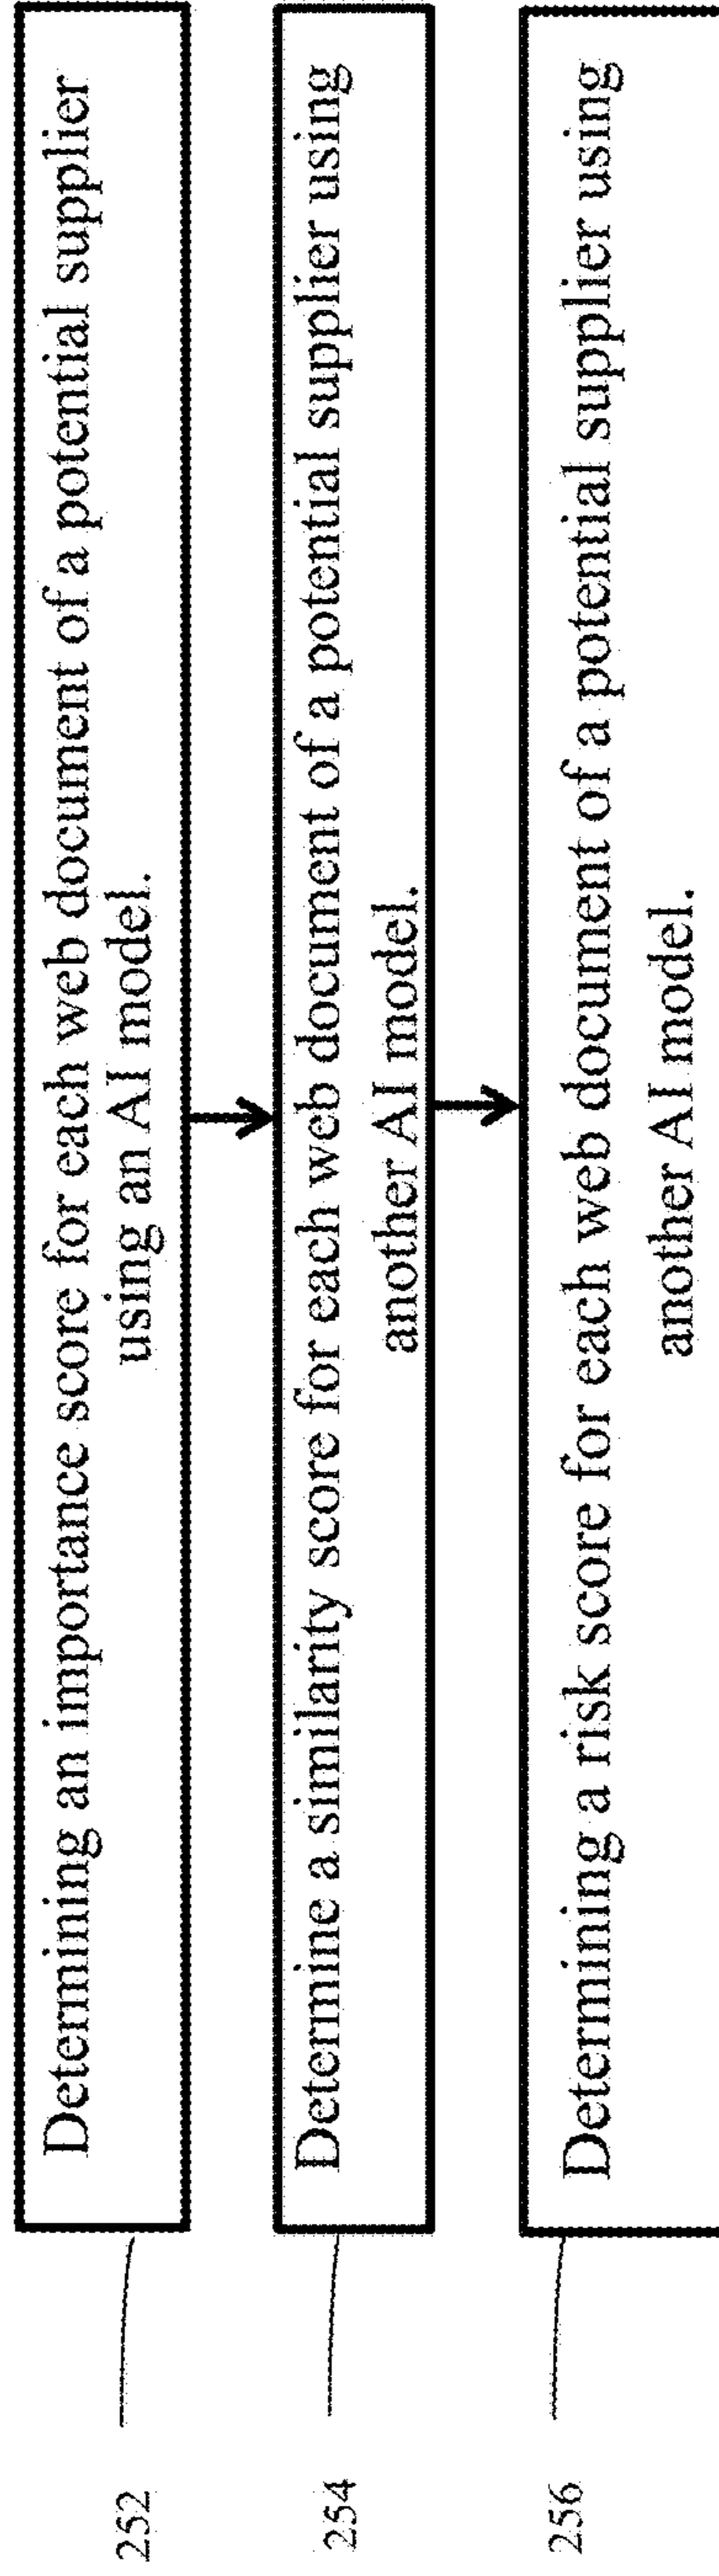 252
Determining an importance score for each web document of a potential supplier
using an AI model.
254
Determine a similarity score for each web document of a potential supplier using
another AI model.
256
Determining a risk score for each web document of a potential supplier using
another AI model.